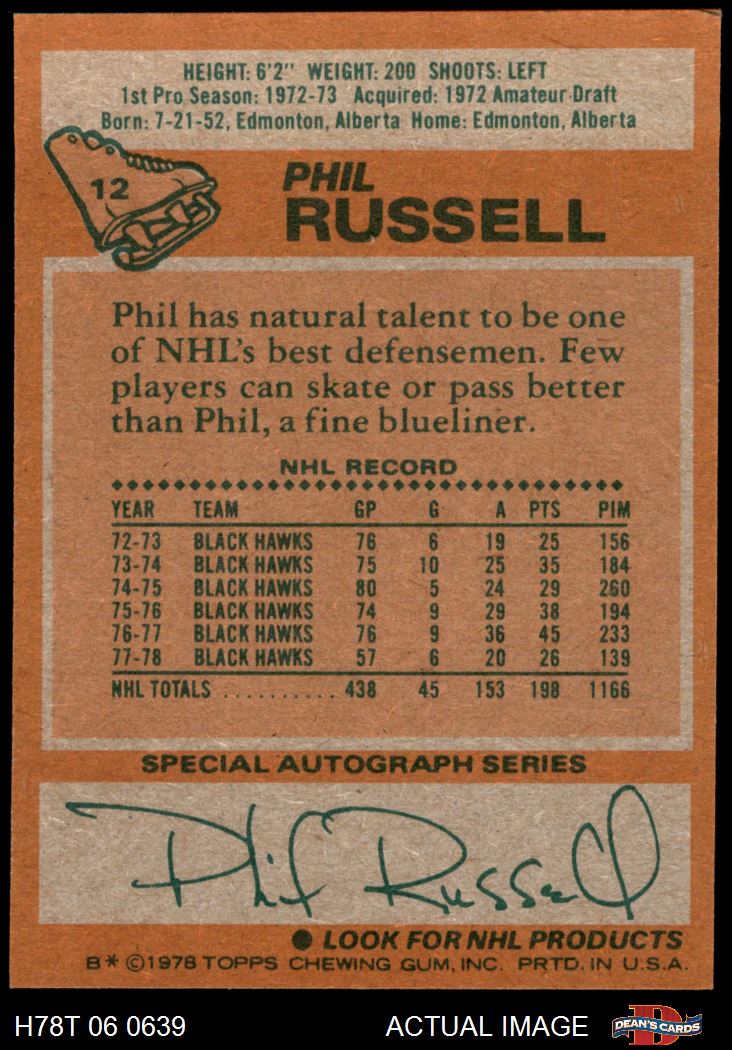 HEIGHT: 6'2" WEIGHT: 200 SHOOTS: LEFT
1st Pro Season: 1972-73 Acquired: 1972 Amateur Draft
Born: 7-21-52, Edmonton, Alberta Home: Edmonton, Alberta
12
PHIL
RUSSELL
Phil has natural talent to be one
of NHL's best defensemen. Few
players can skate or pass better
than Phil, a fine blueliner.
NHL RECORD
YEAR TEAM GP G A PTS PIM
72-73 BLACK HAWKS 76 6 19 25 156
73-74 BLACK HAWKS 75 10 25 35 184
74-75 BLACK HAWKS 80 5 24 29 260
75-76 BLACK HAWKS 74 9 29 38 194
76-77 BLACK HAWKS 76 9 36 45 233
77-78 BLACK HAWKS 57 6 20 26 139
NHL TOTALS .......... 438 45 153 198 1166
SPECIAL AUTOGRAPH SERIES
Phil Russell
● LOOK FOR NHL PRODUCTS
B* ©1978 TOPPS CHEWING GUM, INC. PRTD. IN U.S.A.
H78T 06 0639 ACTUAL IMAGE D DEAN'S CARDS